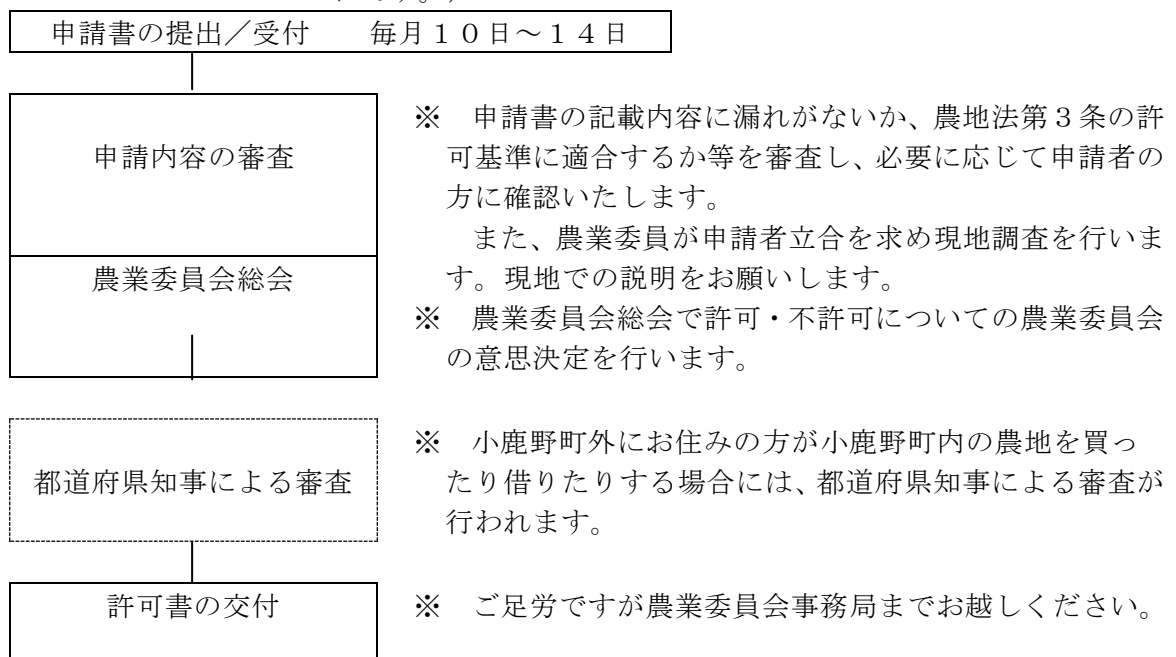 申請書の提出／受付　　毎月１０日～１４日
申請内容の審査
※　申請書の記載内容に漏れがないか、農地法第３条の許
可基準に適合するか等を審査し、必要に応じて申請者の
方に確認いたします。
また、農業委員が申請者立合を求め現地調査を行いま
す。現地での説明をお願いします。
農業委員会総会
※　農業委員会総会で許可・不許可についての農業委員会
の意思決定を行います。
都道府県知事による審査
※　小鹿野町外にお住みの方が小鹿野町内の農地を買っ
たり借りたりする場合には、都道府県知事による審査が
行われます。
許可書の交付
※　ご足労ですが農業委員会事務局までお越しください。